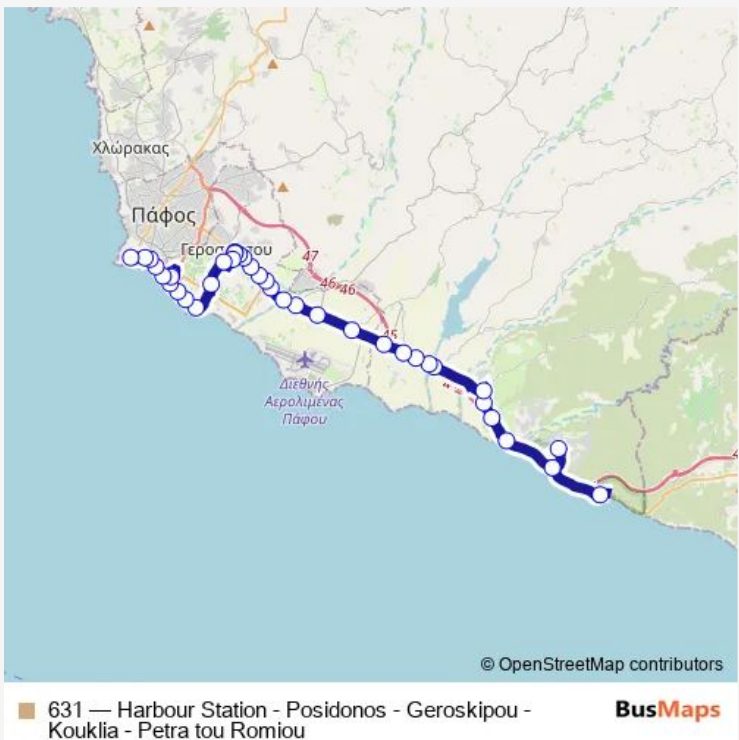 Χλώρακας
Πάφος
47
46
46
45
Διεθνής
Αερολιμένας
Πάφου
4
© OpenStreetMap contributors
631 — Harbour Station - Posidonos - Geroskipou -
Kouklia - Petra tou Romiou
BusMaps